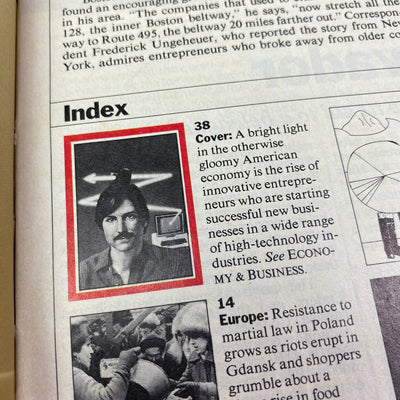 found an encouraging
in his area. "The companies that used to
128, the inner Boston beltway," he says, "now stretch all the
way to Route 495, the beltway 20 miles farther out." Correspon-
dent Frederick Ungeheuer, who reported the story from New
York, admires entrepreneurs who broke away from older co
Index
38
Cover: A bright light
in the otherwise
gloomy American
economy is the rise of
innovative entrepre-
neurs who are starting
successful new busi-
nesses in a wide range
of high-technology in-
dustries. See ECONO-
MY & BUSINESS.
14
Europe: Resistance to
martial law in Poland
grows as riots erupt in
Gdansk and shoppers
grumble about a
rise in food